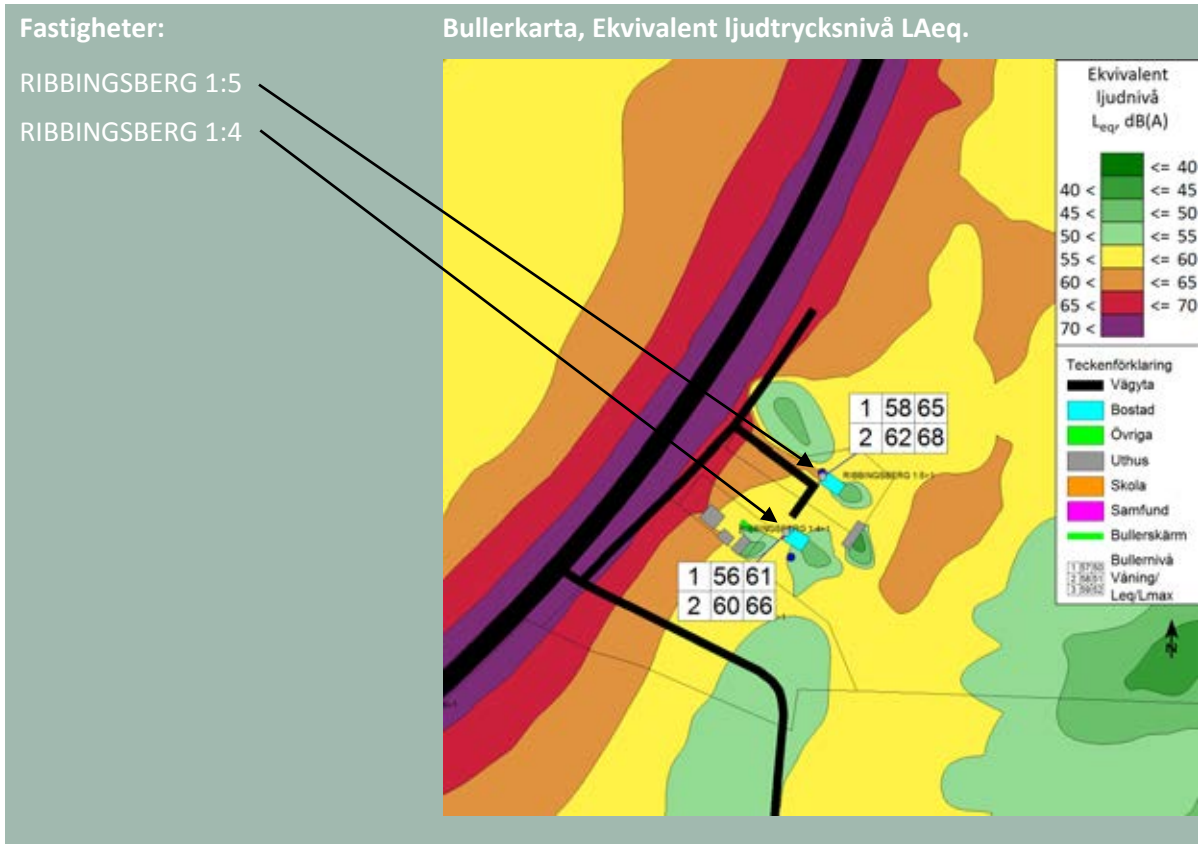 Fastigheter:
RIBBINGSBERG 1:5
RIBBINGSBERG 1:4
Bullerkarta, Ekvivalent ljudtrycksnivå LAeq.
Ekvivalent
ljudnivå
Leq, dB(A)
<= 40
40 < <= 45
45 < <= 50
50 < <= 55
55 < <= 60
60 < <= 65
65 < <= 70
70 <
Teckenförklaring
Vägyta
Bostad
Övriga
Uthus
Skola
Samfund
Bullerskärm
Bullernivå
Våning/
Leq/Lmax
N
1 58 65
2 62 68
RIBBINGSBERG
1 56 61
2 60 66